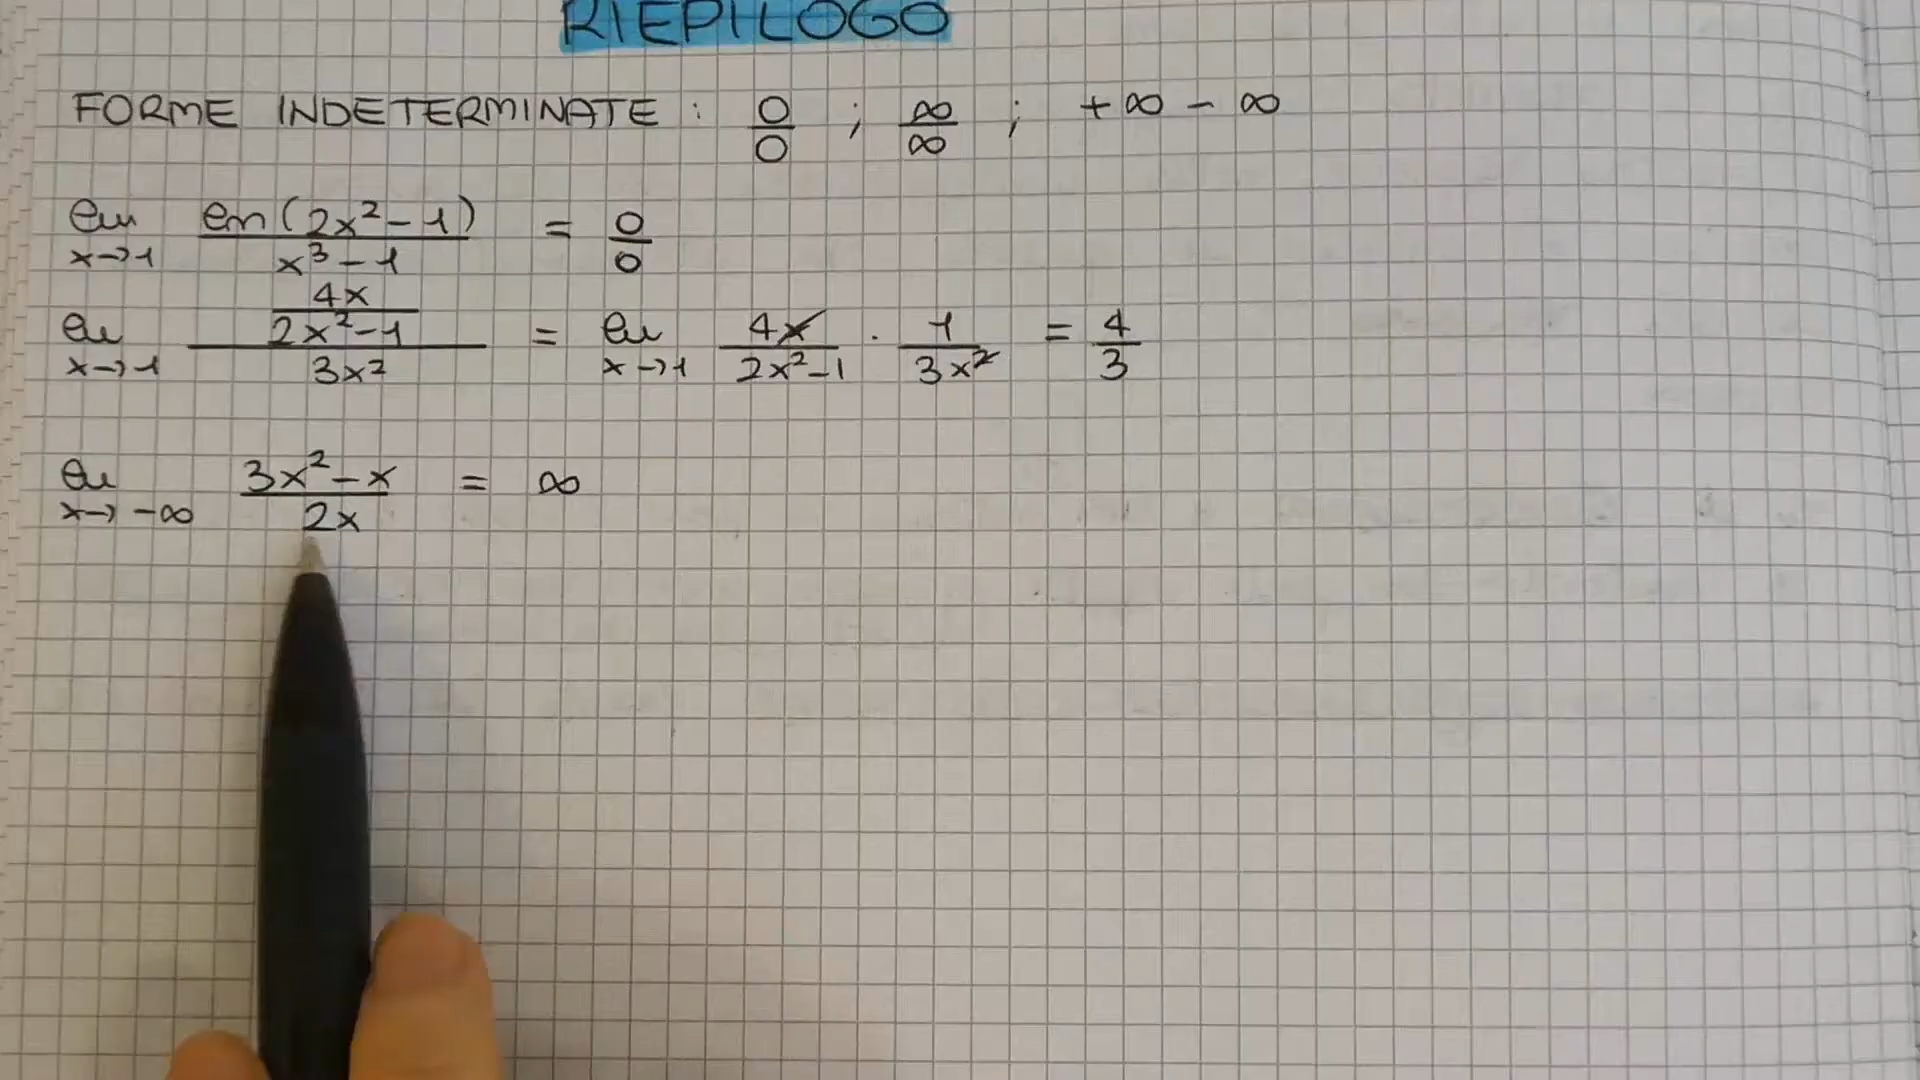 RIEPILOGO
FORME INDETERMINATE : 0/0 ; ∞/∞ ; +∞ - ∞
lim x→1 ln(2x²-1) / x³-1 = 0/0
lim x→1 4x/2x²-1 / 3x² = lim x→1 4x/2x²-1 · 1/3x² = 4/3
lim x→-∞ 3x²-x / 2x = ∞